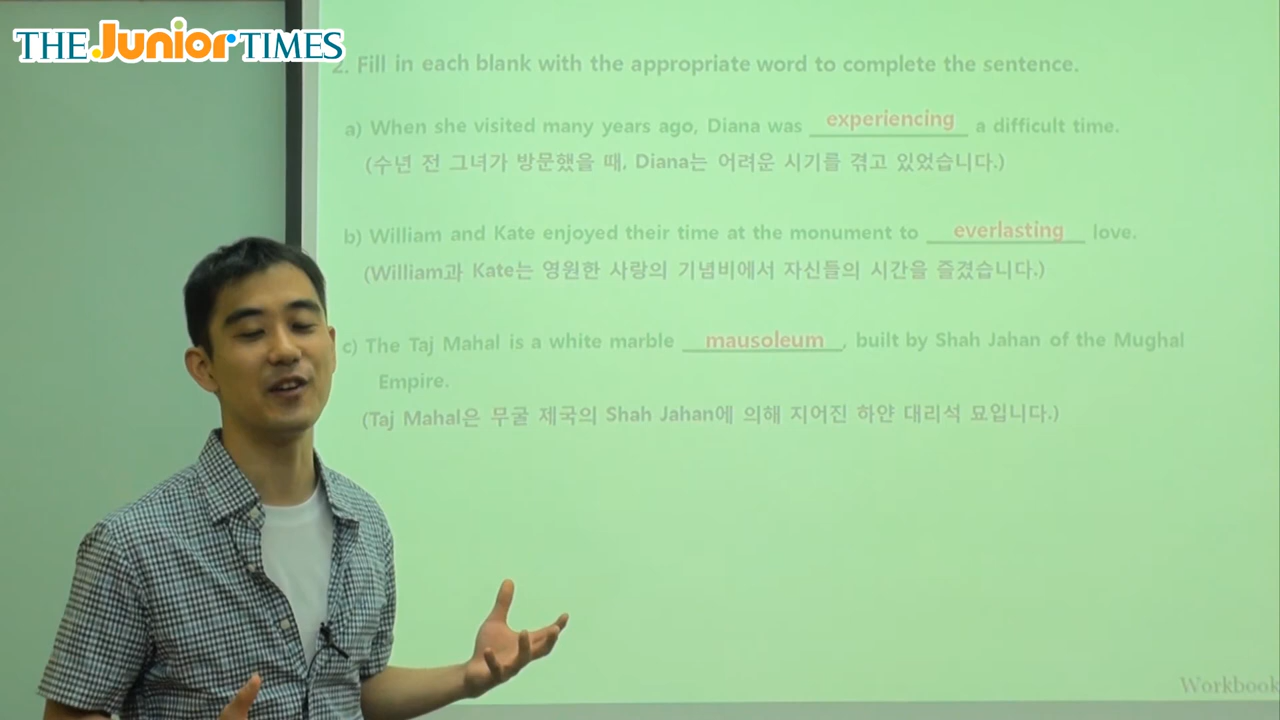 THE Junior TIMES
2. Fill in each blank with the appropriate word to complete the sentence.
a) When she visited many years ago, Diana was experiencing a difficult time.
(수년 전 그녀가 방문했을 때, Diana는 어려운 시기를 겪고 있었습니다.)
b) William and Kate enjoyed their time at the monument to everlasting love.
(William과 Kate는 영원한 사랑의 기념비에서 자신들의 시간을 즐겼습니다.)
c) The Taj Mahal is a white marble mausoleum, built by Shah Jahan of the Mughal
Empire.
(Taj Mahal은 무굴 제국의 Shah Jahan에 의해 지어진 하얀 대리석 묘입니다.)
Workbook